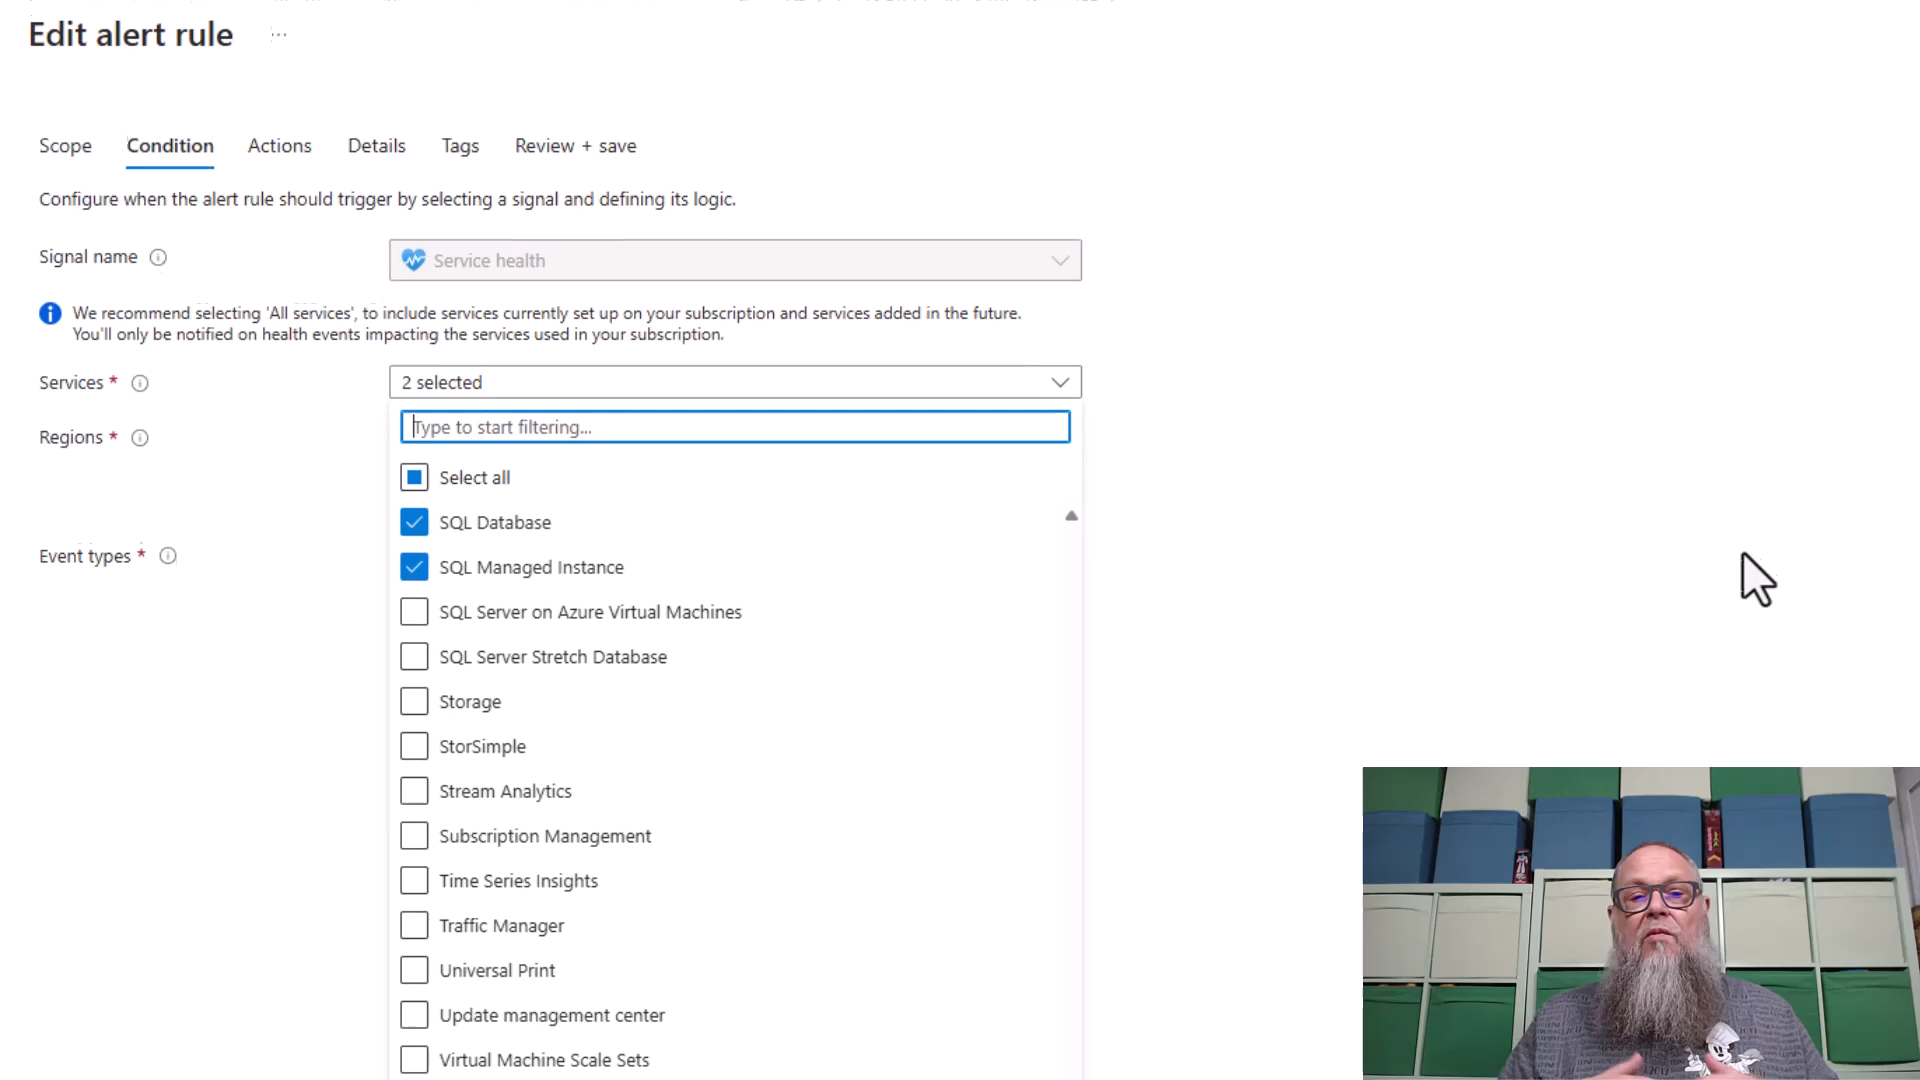 Edit alert rule
Scope Condition Actions Details Tags Review + save
Configure when the alert rule should trigger by selecting a signal and defining its logic.
Signal name
Service health
We recommend selecting 'All services', to include services currently set up on your subscription and services added in the future.
You'll only be notified on health events impacting the services used in your subscription.
Services *
2 selected
Type to start filtering...
Regions *
Select all
SQL Database
Event types *
SQL Managed Instance
SQL Server on Azure Virtual Machines
SQL Server Stretch Database
Storage
StorSimple
Stream Analytics
Subscription Management
Time Series Insights
Traffic Manager
Universal Print
Update management center
Virtual Machine Scale Sets